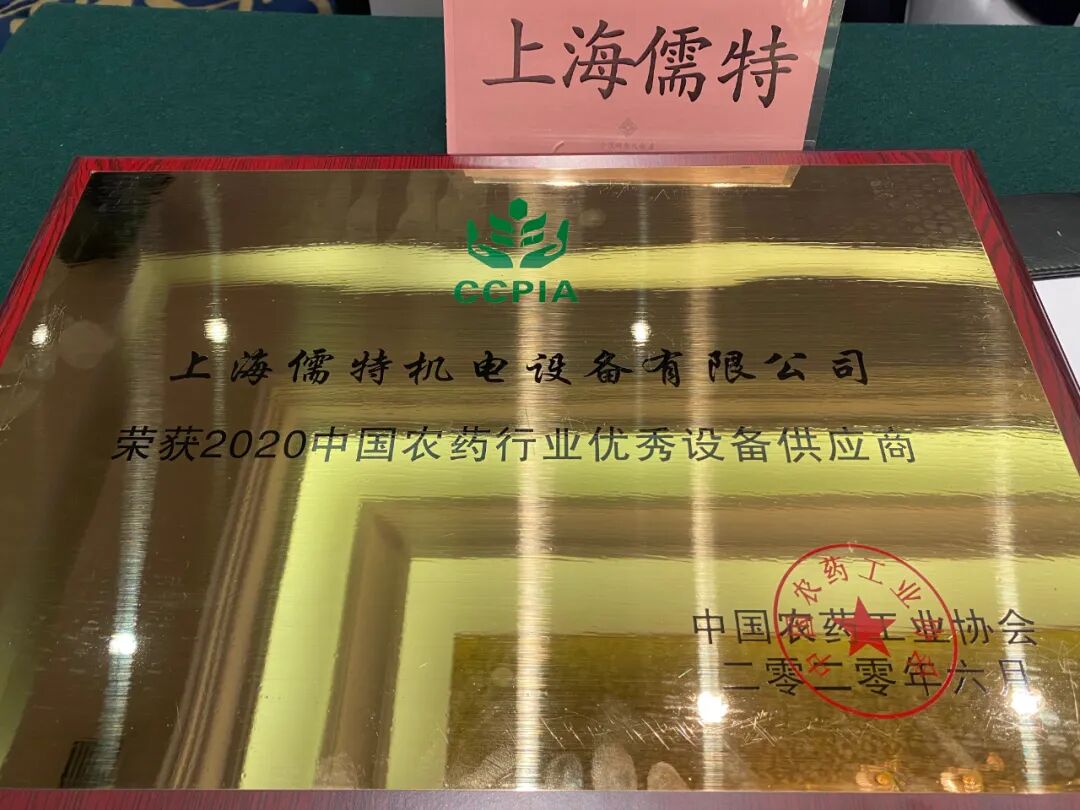 上海儒特
CCPIA
上海儒特机电设备有限公司
荣获2020中国农药行业优秀设备供应商
中国农药工业协会
二零二零年六月